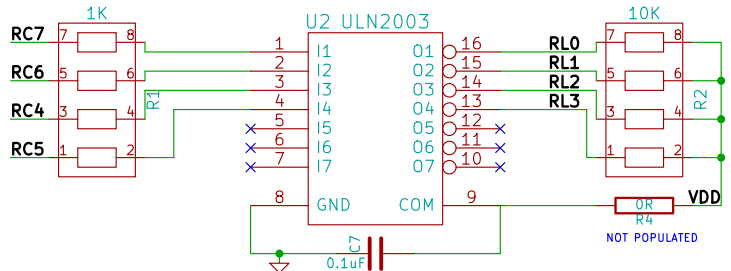 1K
U2 ULN2003
10K
RC7 7 8 1 I1 O1 16 RL0 7 8
RC6 5 6 2 I2 O2 15 RL1 5 6
3 I3 O3 14 RL2
RC4 3 4 R1 4 I4 O4 13 RL3 3 4 R2
5 I5 O5 12
RC5 1 2 6 I6 O6 11 1 2
7 I7 O7 10
8 GND COM 9 0R VDD
R4
NOT POPULATED
C7
0.1uF